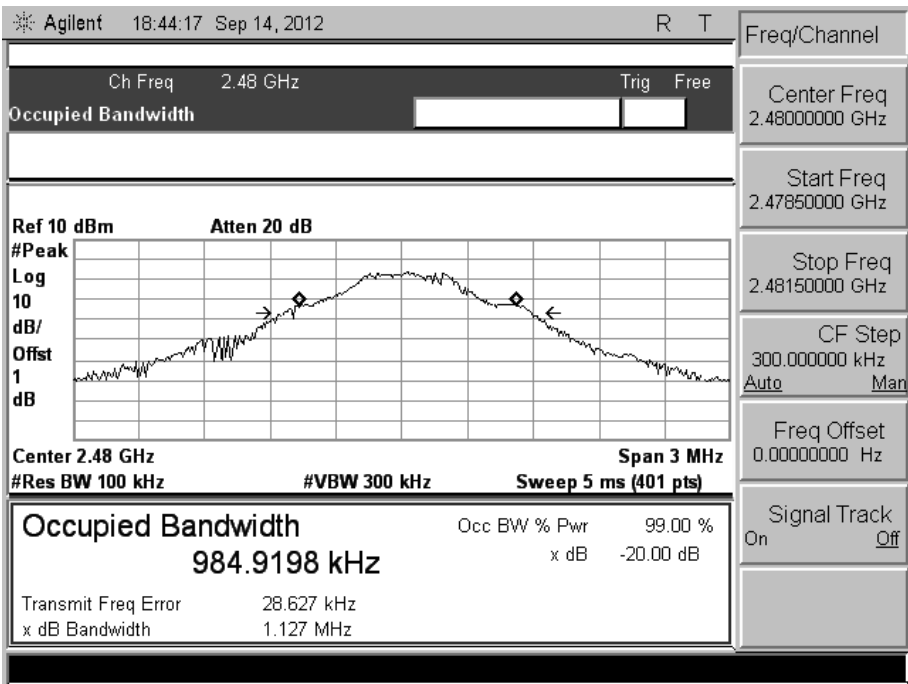 Agilent 18:44:17 Sep 14, 2012 R T
Freq/Channel
Ch Freq 2.48 GHz Trig Free
Occupied Bandwidth
Center Freq
2.48000000 GHz
Start Freq
2.47850000 GHz
Stop Freq
2.48150000 GHz
CF Step
300.000000 kHz
Auto Man
Freq Offset
0.00000000 Hz
Signal Track
On Off
Ref 10 dBm Atten 20 dB
#Peak
Log
10
dB/
Offst
1
dB
Center 2.48 GHz Span 3 MHz
#Res BW 100 kHz #VBW 300 kHz Sweep 5 ms (401 pts)
Occupied Bandwidth Occ BW % Pwr 99.00 %
984.9198 kHz x dB -20.00 dB
Transmit Freq Error 28.627 kHz
x dB Bandwidth 1.127 MHz